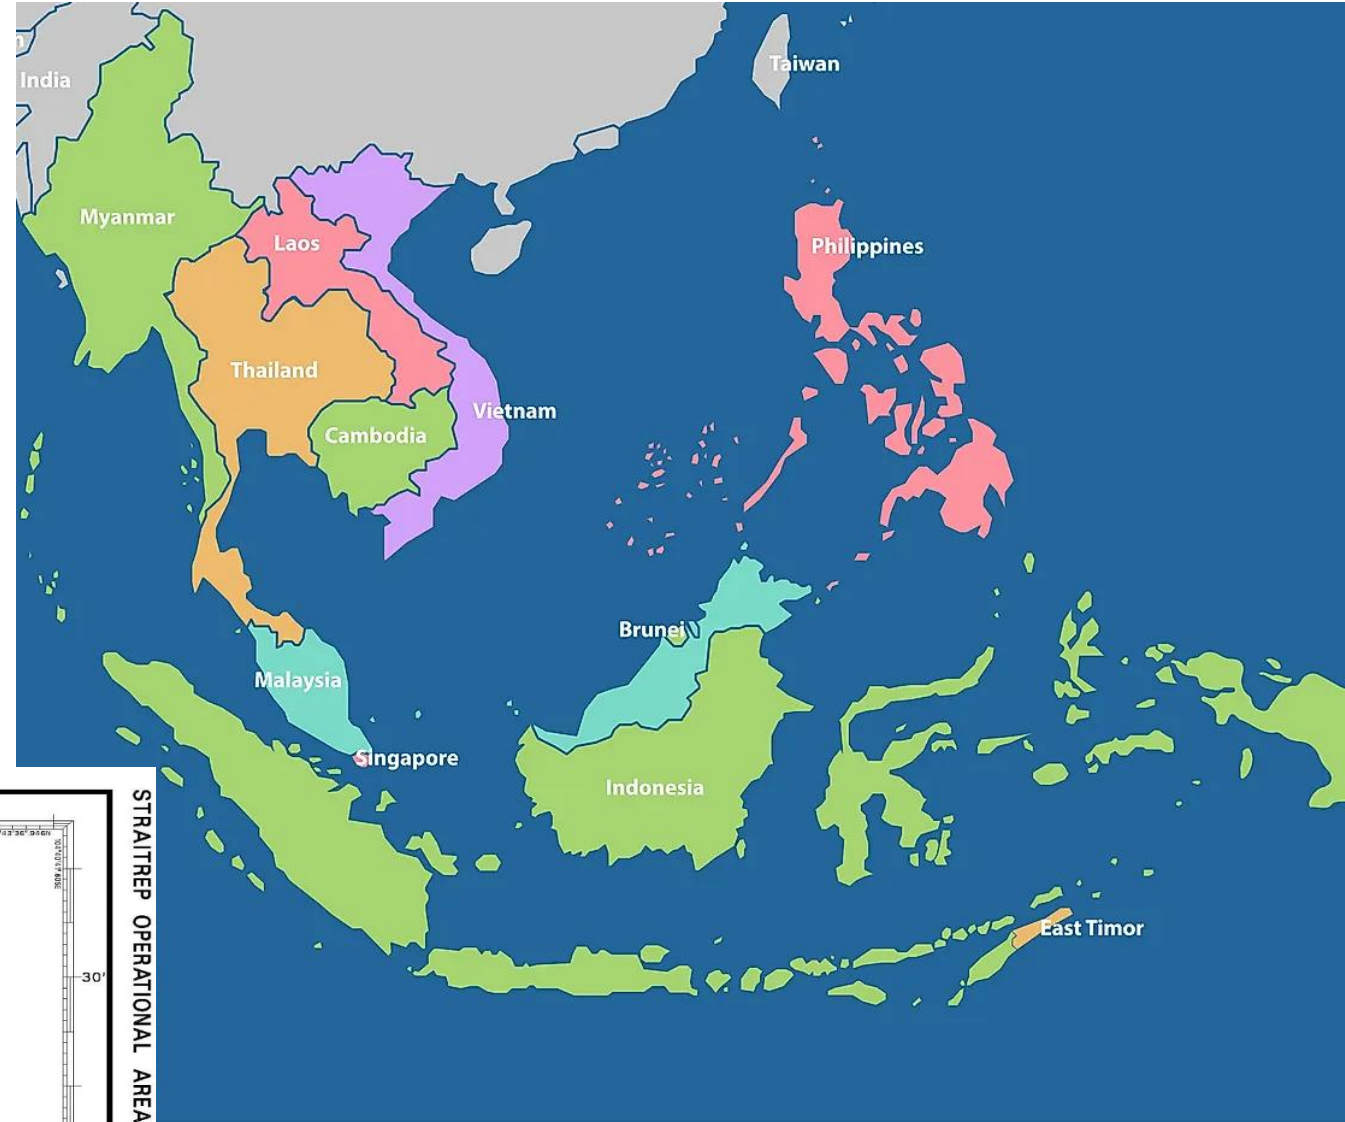 India
Taiwan
Myanmar
Laos
Philippines
Thailand
Vietnam
Cambodia
Brunei
Malaysia
Singapore
Indonesia
East Timor
STRAITREP OPERATIONAL AREA
30'